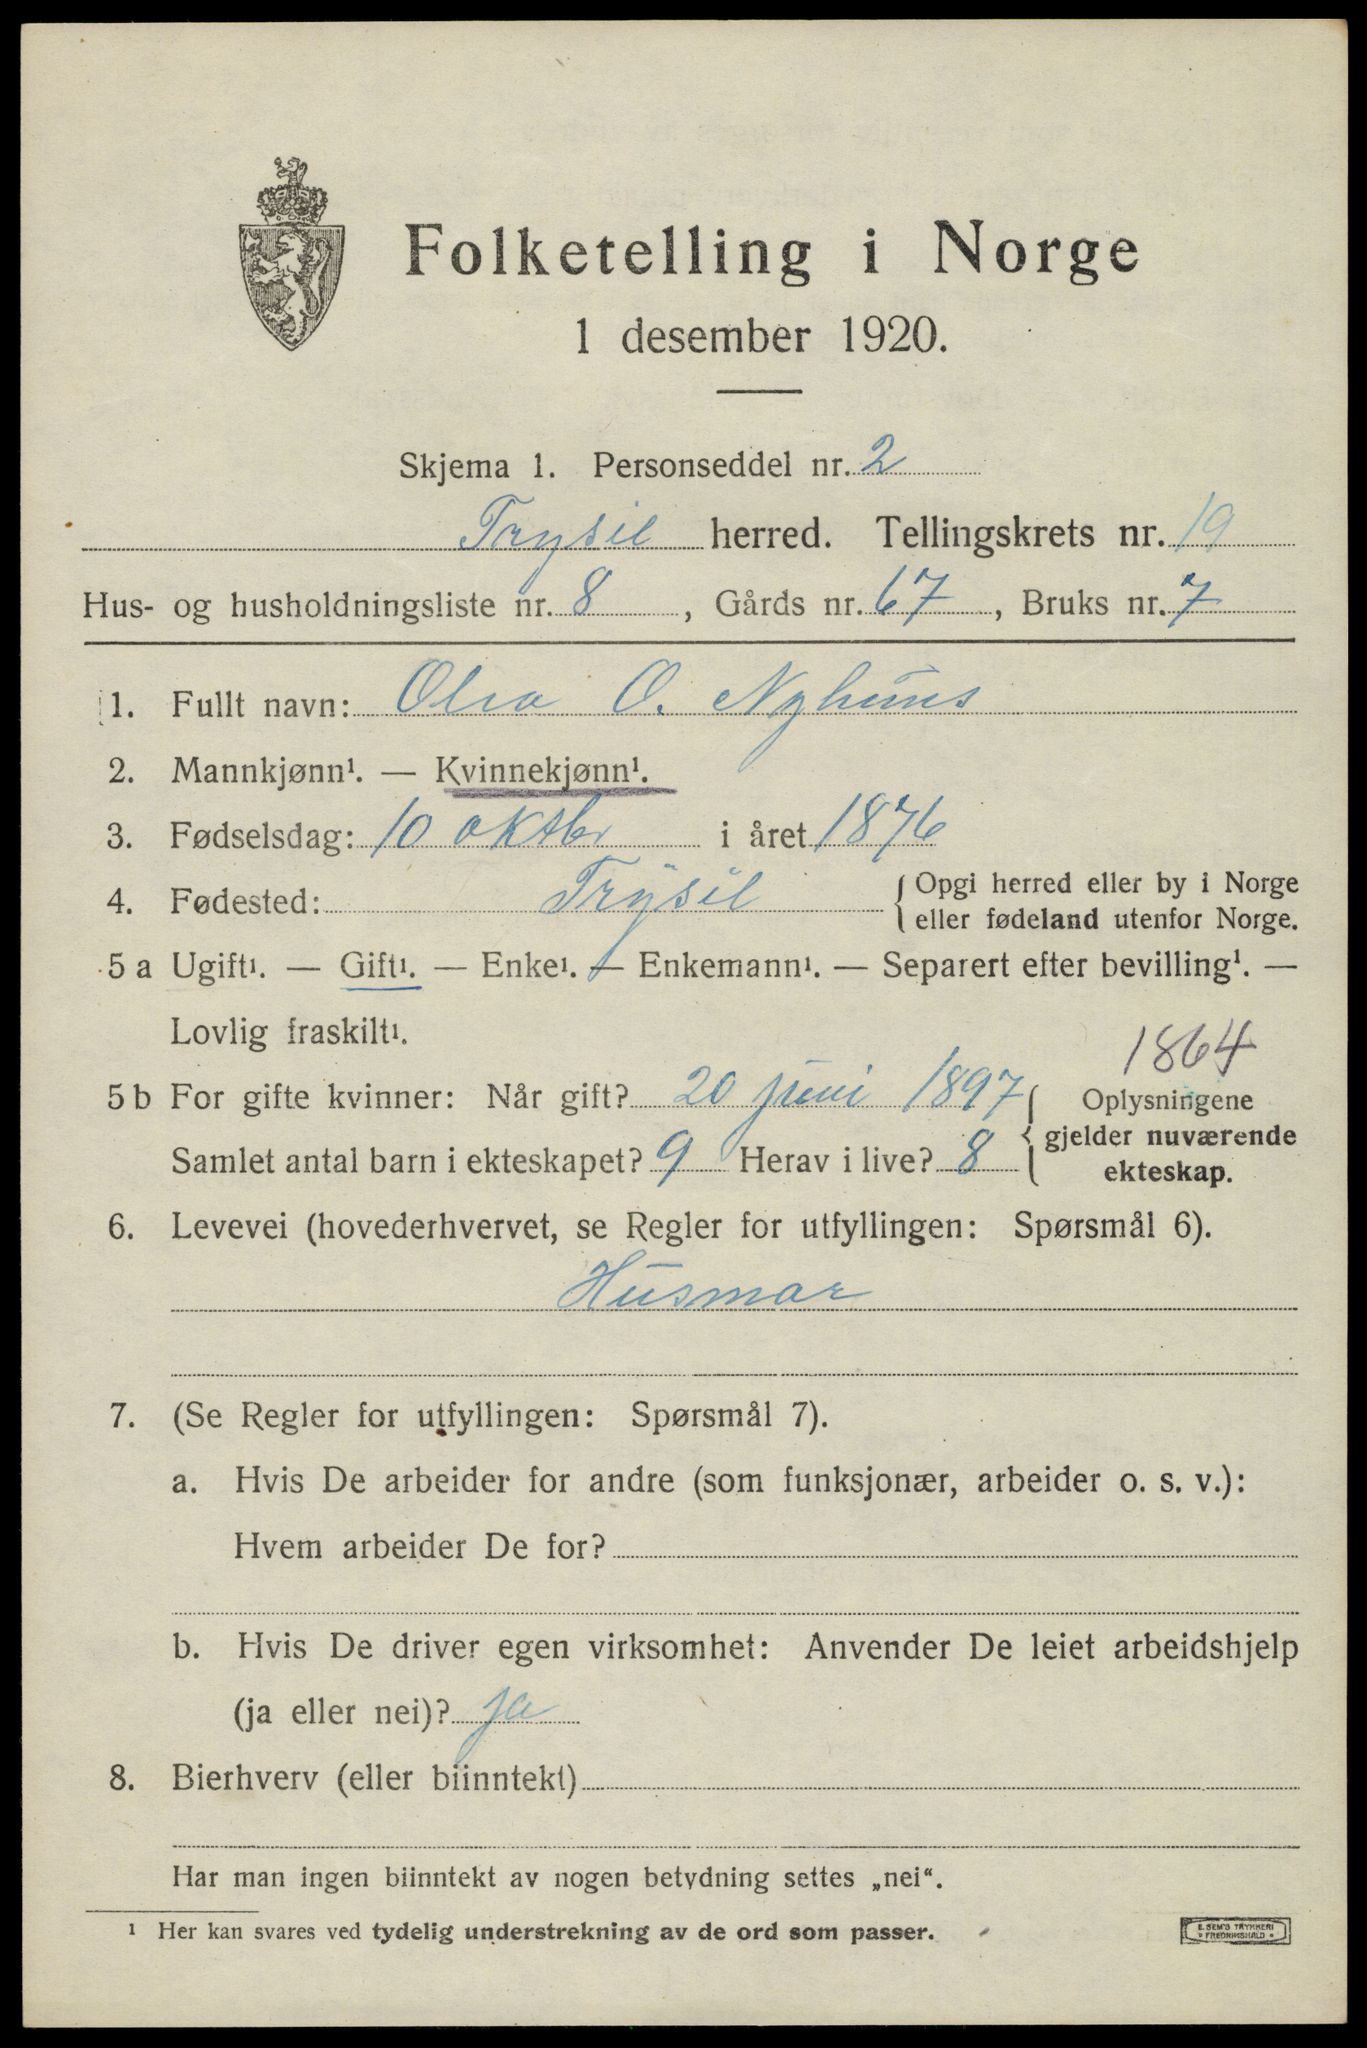 Folketelling i Norge
1 desember 1920.
Skjema 1. Personseddel nr. 2
Trysil herred. Tellingskrets nr. 19
Hus- og husholdningsliste nr. 8, Gårds nr. 67, Bruks nr. 7
1. Fullt navn: Olea O. Nyhuus
2. Mannkjønn¹. — Kvinnekjønn¹.
3. Fødselsdag: 10 oktbr i året 1876
4. Fødested: Trysil { Opgi herred eller by i Norge
eller fødeland utenfor Norge.
5 a Ugift¹. — Gift¹. — Enke¹. — Enkemann¹. — Separert efter bevilling¹. —
Lovlig fraskilt¹.
1864
5 b For gifte kvinner: Når gift? 20 juni 1897 { Oplysningene
gjelder nuværende
Samlet antal barn i ekteskapet? 9 Herav i live? 8
ekteskap.
6. Levevei (hovederhvervet, se Regler for utfyllingen: Spørsmål 6).
Husmor
7. (Se Regler for utfyllingen: Spørsmål 7).
a. Hvis De arbeider for andre (som funksjonær, arbeider o. s. v.):
Hvem arbeider De for?
b. Hvis De driver egen virksomhet: Anvender De leiet arbeidshjelp
(ja eller nei)? ja
8. Bierhverv (eller biinntekt)
Har man ingen biinntekt av nogen betydning settes „nei“.
¹ Her kan svares ved tydelig understrekning av de ord som passer.
E. SEM'S TRYKKERI
FREDRIKSHALD